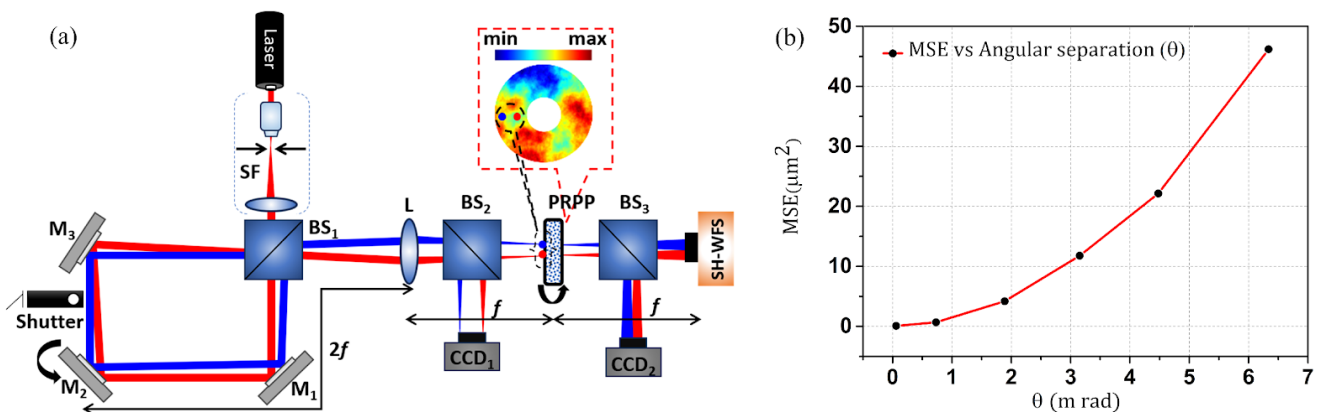 (a)
Laser
SF
min max
PRPP
M3
BS1
L
BS2
BS3
SH-WFS
Shutter
f
f
2f
M2
M1
CCD1
CCD2
(b)
MSE vs Angular separation (θ)
MSE(μm²)
50
40
30
20
10
0
0 1 2 3 4 5 6 7
θ (m rad)